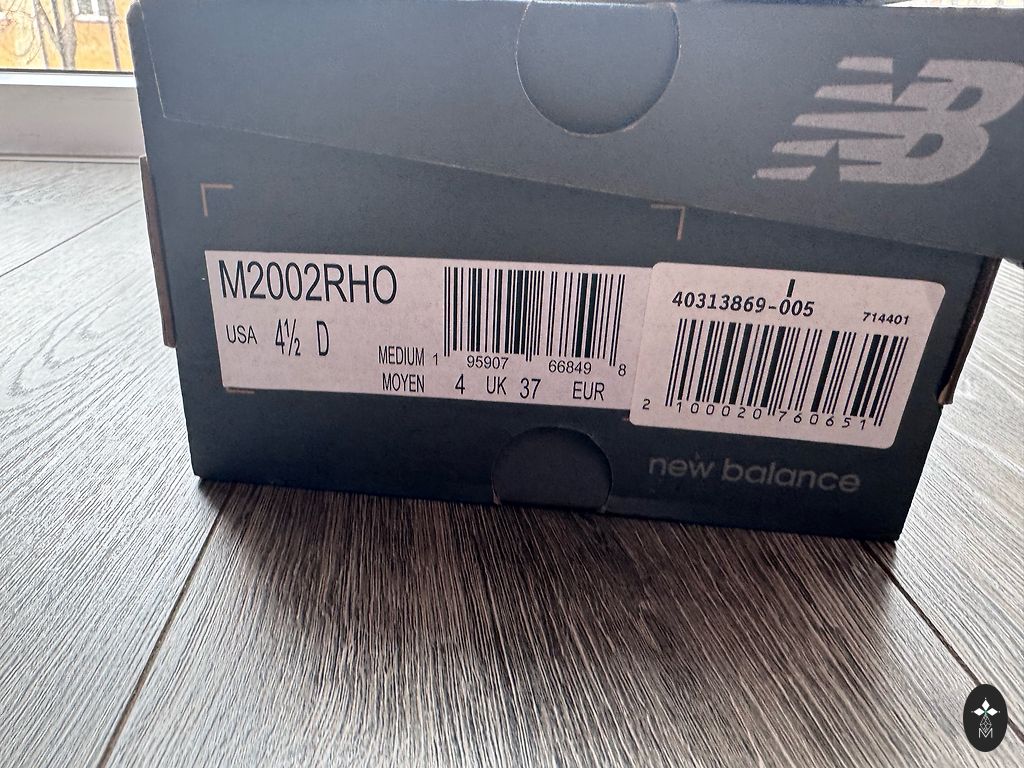 NB
M2002RHO
USA 4½ D
MEDIUM
MOYEN
1 95907 66849 8
4 UK 37 EUR
40313869-005
714401
2 100020 760651
new balance
M